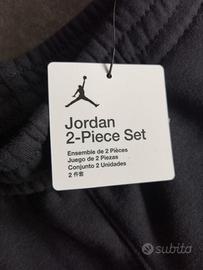 Jordan
2-Piece Set
Ensemble de 2 Pièces
Juego de 2 Piezas
Conjunto 2 Unidades
2 件套
subito